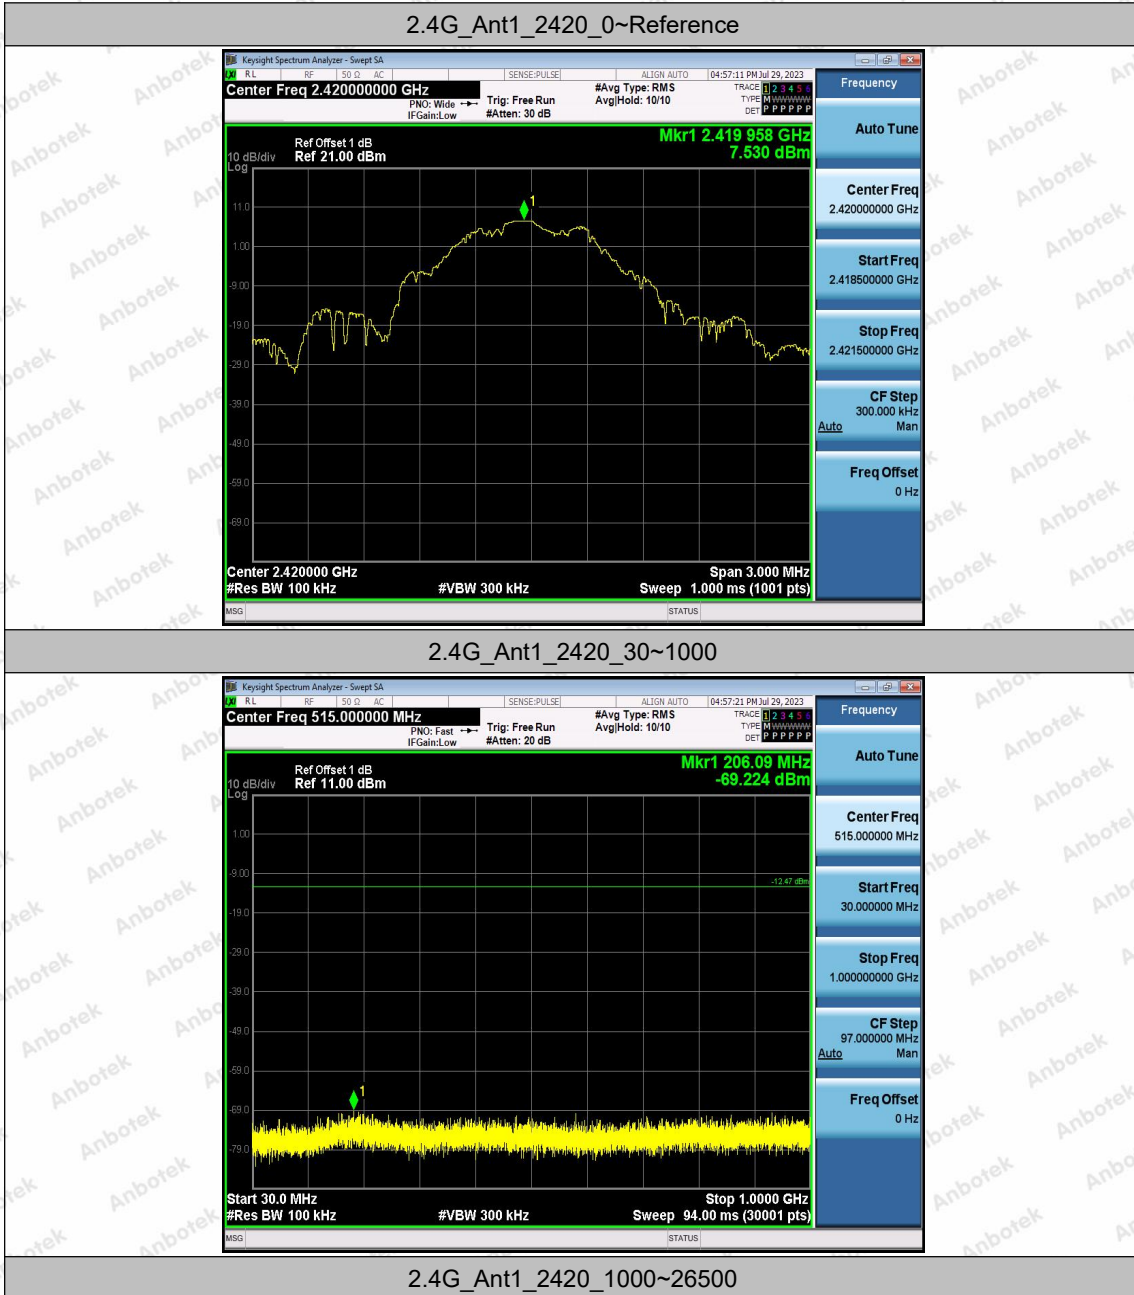 2.4G_Ant1_2420_0~Reference
Keysight Spectrum Analyzer - Swept SA
LXI RL RF 50 Ω AC SENSE:PULSE ALIGN AUTO 04:57:11 PM Jul 29, 2023
Center Freq 2.420000000 GHz
PNO: Wide
IFGain:Low
Trig: Free Run
#Atten: 30 dB
#Avg Type: RMS
Avg|Hold: 10/10
TRACE 1 2 3 4 5 6
TYPE M WWWWW
DET P P P P P P
Frequency
Auto Tune
Center Freq
2.420000000 GHz
Start Freq
2.418500000 GHz
Stop Freq
2.421500000 GHz
CF Step
300.000 kHz
Auto Man
Freq Offset
0 Hz
Mkr1 2.419 958 GHz
7.530 dBm
Ref Offset 1 dB
10 dB/div Ref 21.00 dBm
Log
1
11.0
1.00
-9.00
-19.0
-29.0
-39.0
-49.0
-59.0
-69.0
Center 2.420000 GHz Span 3.000 MHz
#Res BW 100 kHz #VBW 300 kHz Sweep 1.000 ms (1001 pts)
MSG STATUS
2.4G_Ant1_2420_30~1000
Keysight Spectrum Analyzer - Swept SA
LXI RL RF 50 Ω AC SENSE:PULSE ALIGN AUTO 04:57:21 PM Jul 29, 2023
Center Freq 515.000000 MHz
PNO: Fast
IFGain:Low
Trig: Free Run
#Atten: 20 dB
#Avg Type: RMS
Avg|Hold: 10/10
TRACE 1 2 3 4 5 6
TYPE M WWWWW
DET P P P P P P
Frequency
Auto Tune
Center Freq
515.000000 MHz
Start Freq
30.000000 MHz
Stop Freq
1.000000000 GHz
CF Step
97.000000 MHz
Auto Man
Freq Offset
0 Hz
Mkr1 206.09 MHz
-69.224 dBm
Ref Offset 1 dB
10 dB/div Ref 11.00 dBm
Log
1.00
-9.00
-12.47 dBm
-19.0
-29.0
-39.0
-49.0
-59.0
1
-69.0
-79.0
Start 30.0 MHz Stop 1.0000 GHz
#Res BW 100 kHz #VBW 300 kHz Sweep 94.00 ms (30001 pts)
MSG STATUS
2.4G_Ant1_2420_1000~26500
Anbotek